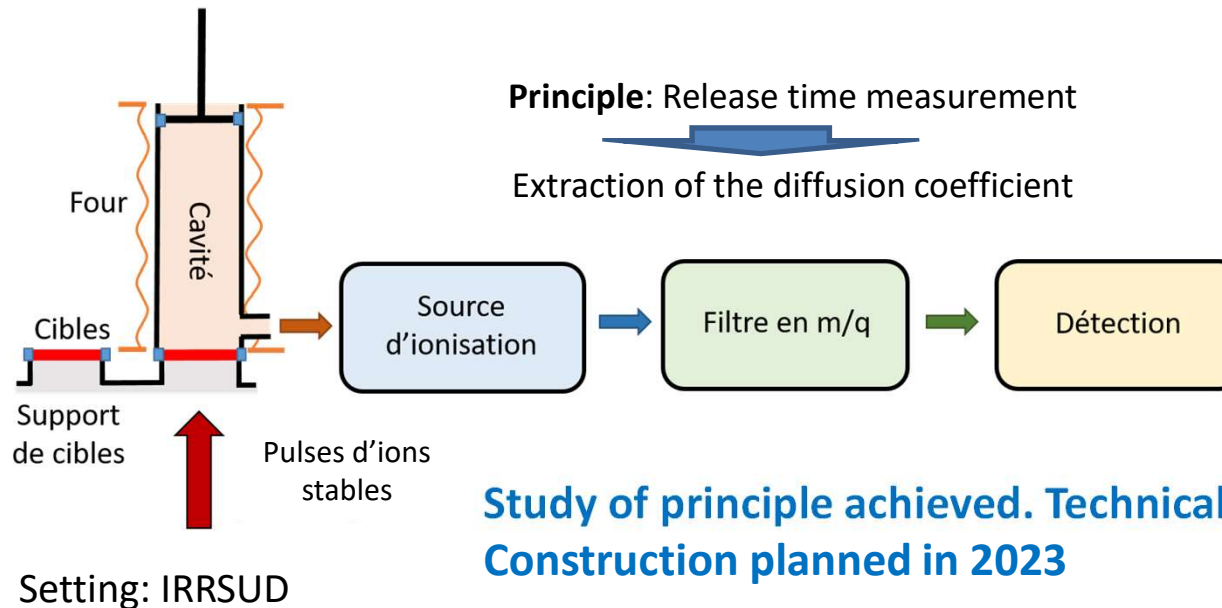 Principle: Release time measurement
Extraction of the diffusion coefficient
Four
Cavité
Cibles
Source
d’ionisation
Filtre en m/q
Détection
Support
de cibles
Pulses d’ions
stables
Study of principle achieved. Technical
Construction planned in 2023
Setting: IRRSUD